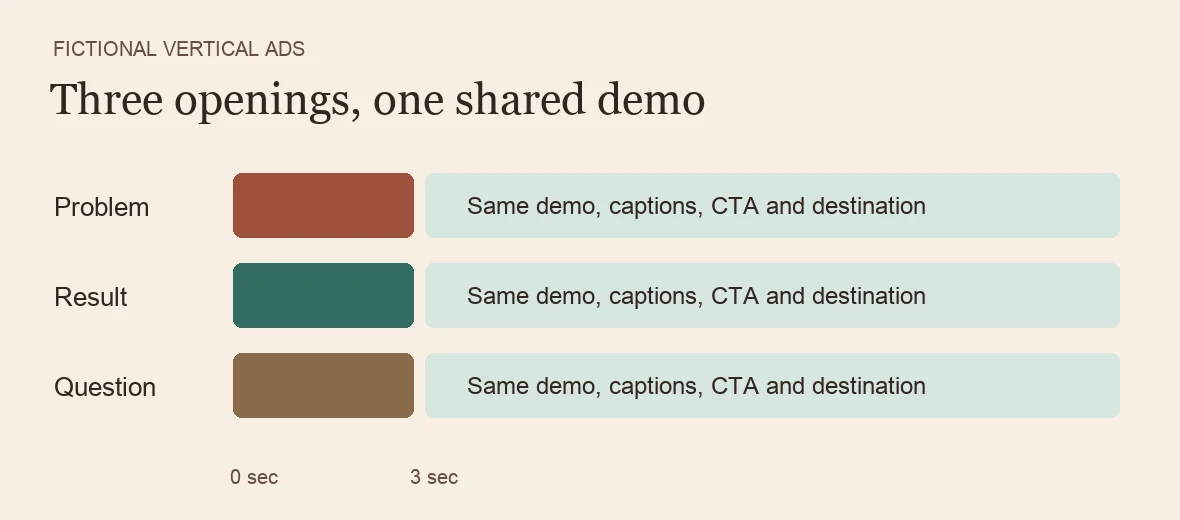 FICTIONAL VERTICAL ADS
Three openings, one shared demo
Problem
Same demo, captions, CTA and destination
Result
Same demo, captions, CTA and destination
Question
Same demo, captions, CTA and destination
0 sec
3 sec